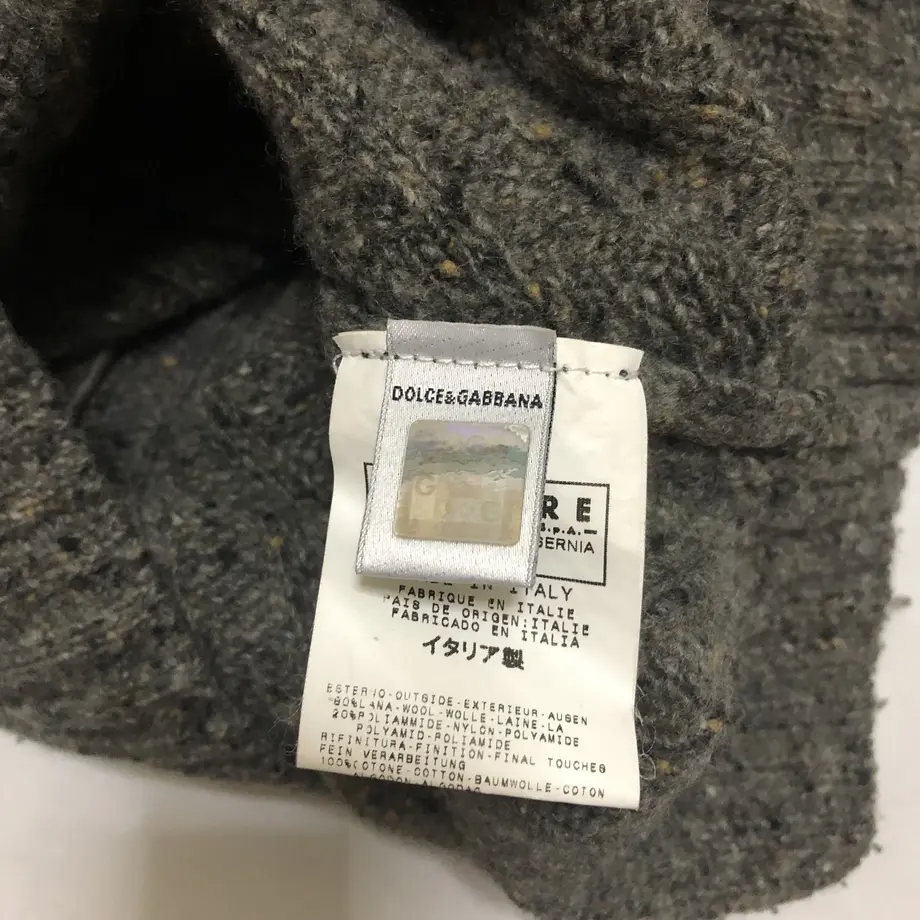 DOLCE&GABBANA
G
RE
S.p.A.
SERNIA
IN ITALY
FABRIQUE EN ITALIE
PAIS DE ORIGEN:ITALIE
FABRICADO EN ITALIA
イタリア製
ESTERIO-OUTSIDE-EXTERIEUR-AUSEN
80%LANA-WOOL-WOLLE-LAINE-LA
20%POLIAMMIDE-NYLON-POLYAMIDE
POLYAMID-POLIAMIDE
RIFINITURA-FINITION-FINAL TOUCHES
FEIN VERARBEITUNG
100%COTONE-COTTON-BAUMWOLLE-COTON